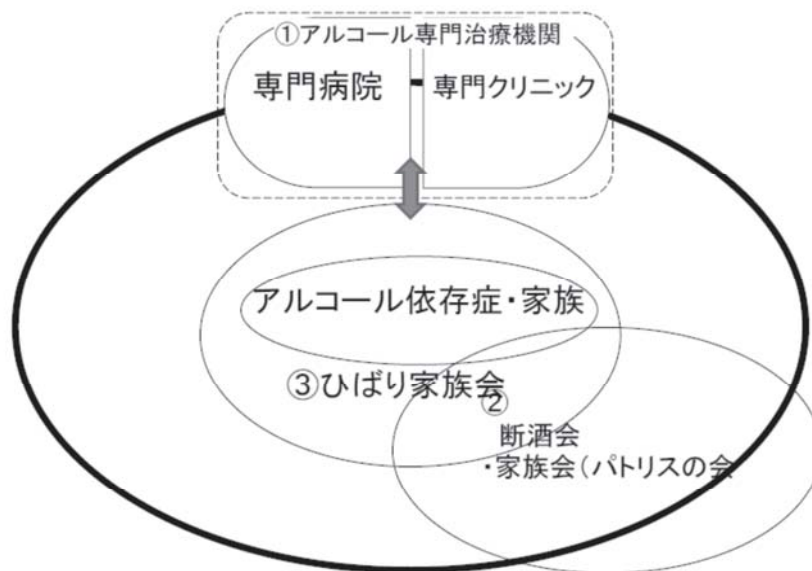 ①アルコール専門治療機関
専門病院
専門クリニック
アルコール依存症・家族
③ひばり家族会
②
断酒会
・家族会(パトリスの会